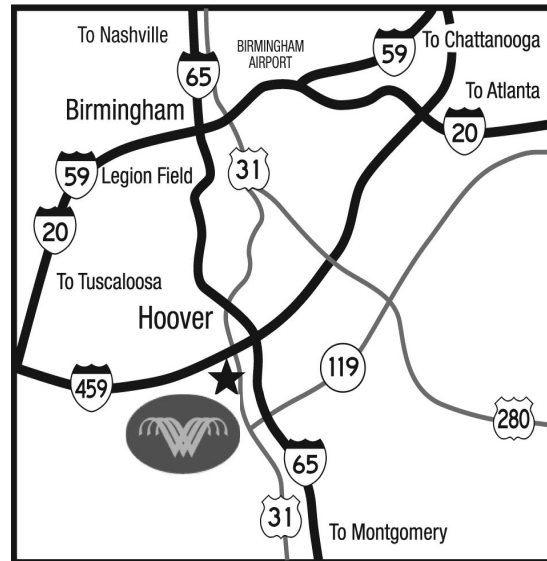 To Nashville
BIRMINGHAM
AIRPORT
59
To Chattanooga
65
To Atlanta
Birmingham
20
31
59
Legion Field
20
To Tuscaloosa
Hoover
119
459
280
65
31
To Montgomery